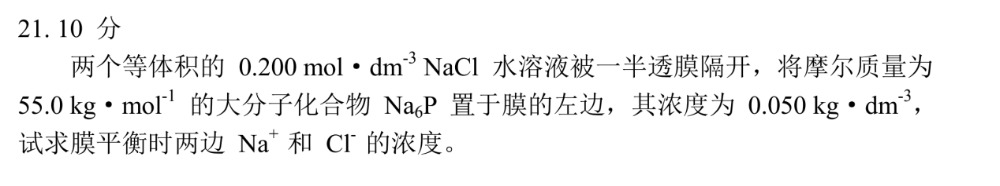 21. 10 分
两个等体积的 0.200 mol·dm⁻³ NaCl 水溶液被一半透膜隔开，将摩尔质量为
55.0 kg·mol⁻¹ 的大分子化合物 Na₆P 置于膜的左边，其浓度为 0.050 kg·dm⁻³，
试求膜平衡时两边 Na⁺ 和 Cl⁻ 的浓度。